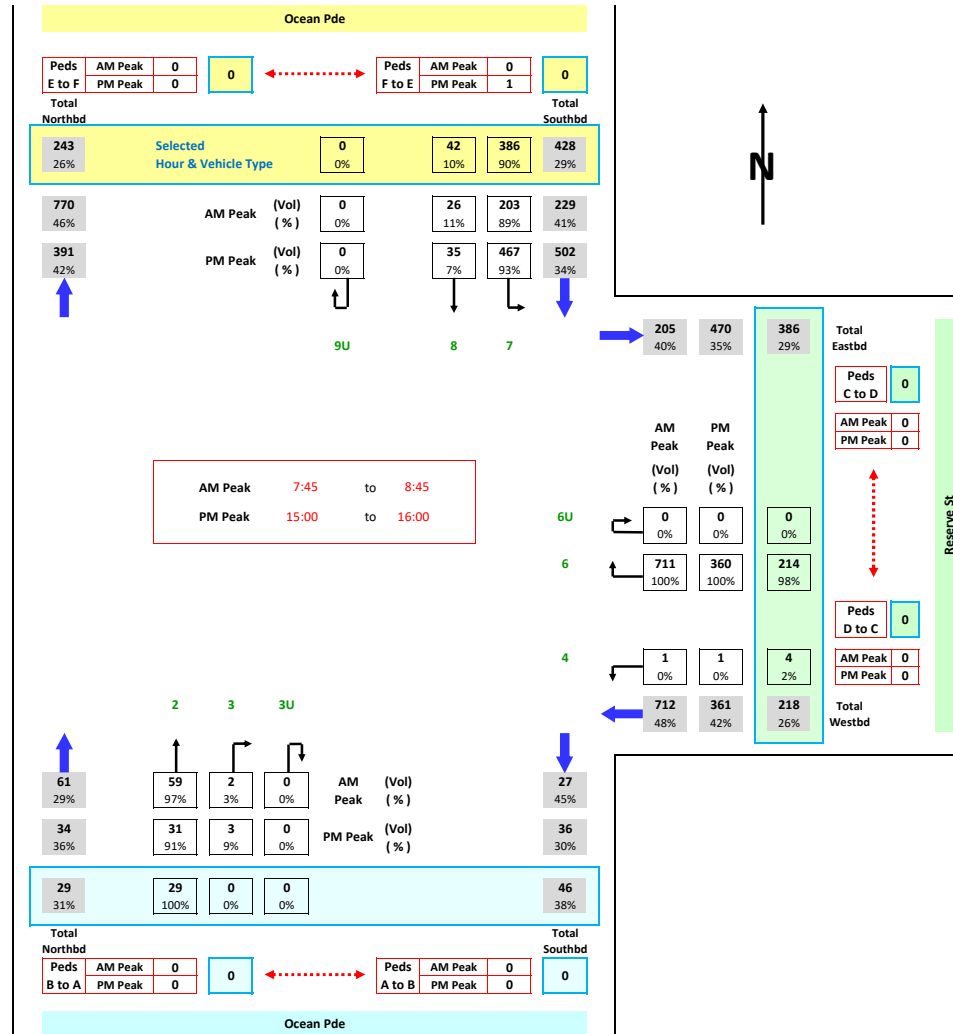 Ocean Pde
Peds AM Peak 0 0 Peds AM Peak 0 0
E to F PM Peak 0 F to E PM Peak 1
Total Total
Northbd Southbd
243 Selected 0 42 386 428
26% Hour & Vehicle Type 0% 10% 90% 29%
770 AM Peak (Vol) 0 26 203 229
46% ( % ) 0% 11% 89% 41%
391 PM Peak (Vol) 0 35 467 502
42% ( % ) 0% 7% 93% 34%
N
9U 8 7
205 470 386 Total
40% 35% 29% Eastbd
Peds 0
C to D
AM Peak 0
PM Peak 0
AM PM
Peak Peak
(Vol) (Vol)
( % ) ( % )
AM Peak 7:45 to 8:45
PM Peak 15:00 to 16:00
6U 0 0 0
0% 0% 0%
6 711 360 214
100% 100% 98%
Reserve St
Peds 0
D to C
4 1 1 4 AM Peak 0
0% 0% 2% PM Peak 0
712 361 218 Total
48% 42% 26% Westbd
2 3 3U
61 59 2 0 AM (Vol) 27
29% 97% 3% 0% Peak ( % ) 45%
34 31 3 0 PM Peak (Vol) 36
36% 91% 9% 0% ( % ) 30%
29 29 0 0 46
31% 100% 0% 0% 38%
Total Total
Northbd Southbd
Peds AM Peak 0 0 Peds AM Peak 0 0
B to A PM Peak 0 A to B PM Peak 0
Ocean Pde